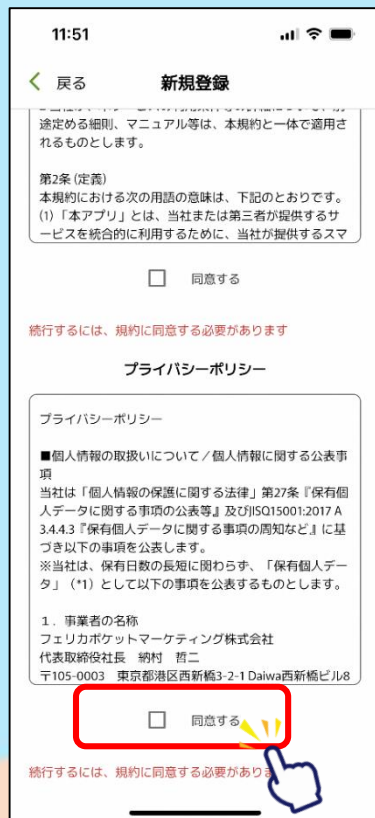 11:51
戻る 新規登録
途定める細則、マニュアル等は、本規約と一体で適用さ
れるものとします。
第2条(定義)
本規約における次の用語の意味は、下記のとおりです。
(1)「本アプリ」とは、当社または第三者が提供するサ
ービスを統合的に利用するために、当社が提供するスマ
同意する
続行するには、規約に同意する必要があります
プライバシーポリシー
プライバシーポリシー
■個人情報の取扱いについて／個人情報に関する公表事
項
当社は「個人情報の保護に関する法律」第27条『保有個
人データに関する事項の公表等』及びJISQ15001:2017 A
3.4.4.3『保有個人データに関する事項の周知など』に基
づき以下の事項を公表します。
※当社は、保有日数の長短に関わらず、「保有個人デー
タ」（*1）として以下の事項を公表するものとします。
１．事業者の名称
フェリカポケットマーケティング株式会社
代表取締役社長 納村 哲二
〒105-0003 東京都港区西新橋3-2-1 Daiwa西新橋ビル8
同意する
続行するには、規約に同意する必要があり